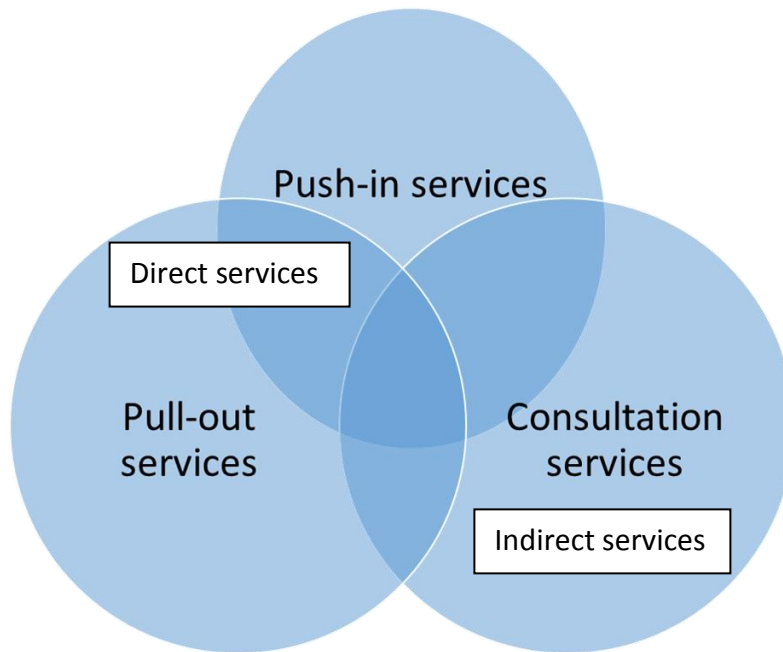 Push-in services
Direct services
Pull-out
services
Consultation
services
Indirect services